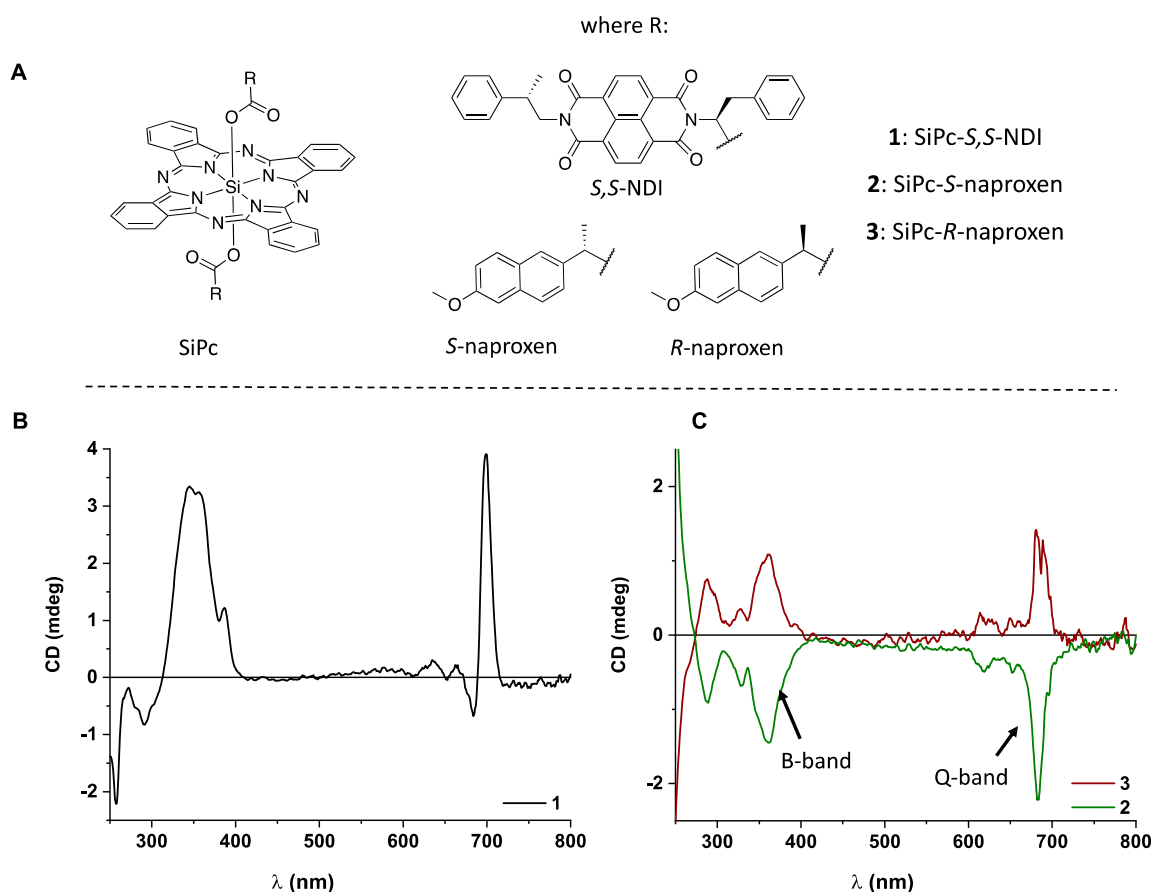 where R:
A
R
O
O
Si
N
N
N
N
N
N
N
N
O
O
R
SiPc
O
O
N
N
O
O
S,S-NDI
O
S-naproxen
O
R-naproxen
1: SiPc-S,S-NDI
2: SiPc-S-naproxen
3: SiPc-R-naproxen
B
CD (mdeg)
4
3
2
1
0
-1
-2
300 400 500 600 700 800
λ (nm)
1
C
CD (mdeg)
2
0
-2
B-band
Q-band
3
2
300 400 500 600 700 800
λ (nm)